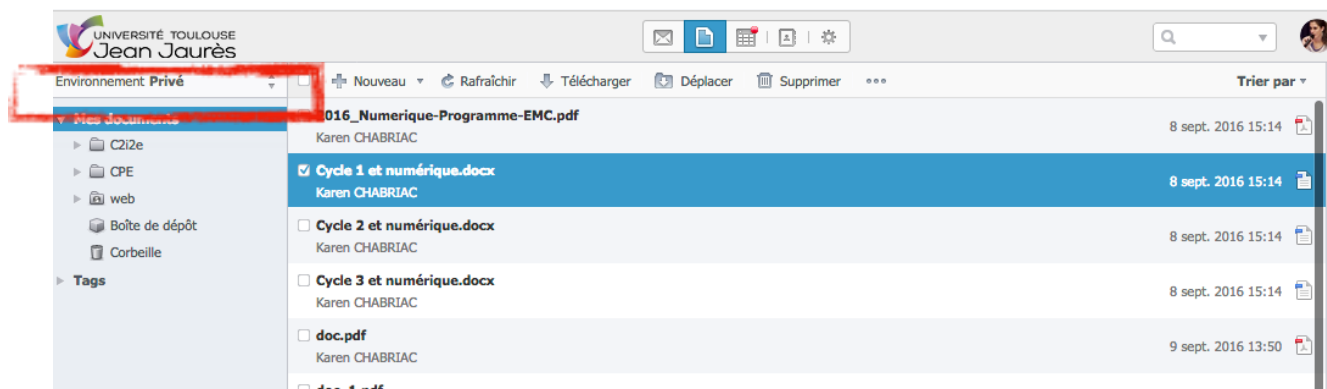 UNIVERSITÉ TOULOUSE
Jean Jaurès
Environnement Privé
Nouveau Rafraîchir Télécharger Déplacer Supprimer Trier par
Mes documents
C2i2e
CPE
web
Boîte de dépôt
Corbeille
Tags
2016_Numerique-Programme-EMC.pdf
Karen CHABRIAC
8 sept. 2016 15:14
Cycle 1 et numérique.docx
Karen CHABRIAC
8 sept. 2016 15:14
Cycle 2 et numérique.docx
Karen CHABRIAC
8 sept. 2016 15:14
Cycle 3 et numérique.docx
Karen CHABRIAC
8 sept. 2016 15:14
doc.pdf
Karen CHABRIAC
9 sept. 2016 13:50